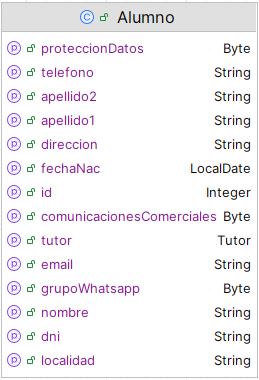 C Alumno
p proteccionDatos Byte
p telefono String
p apellido2 String
p apellido1 String
p direccion String
p fechaNac LocalDate
p id Integer
p comunicacionesComerciales Byte
p tutor Tutor
p email String
p grupoWhatsapp Byte
p nombre String
p dni String
p localidad String